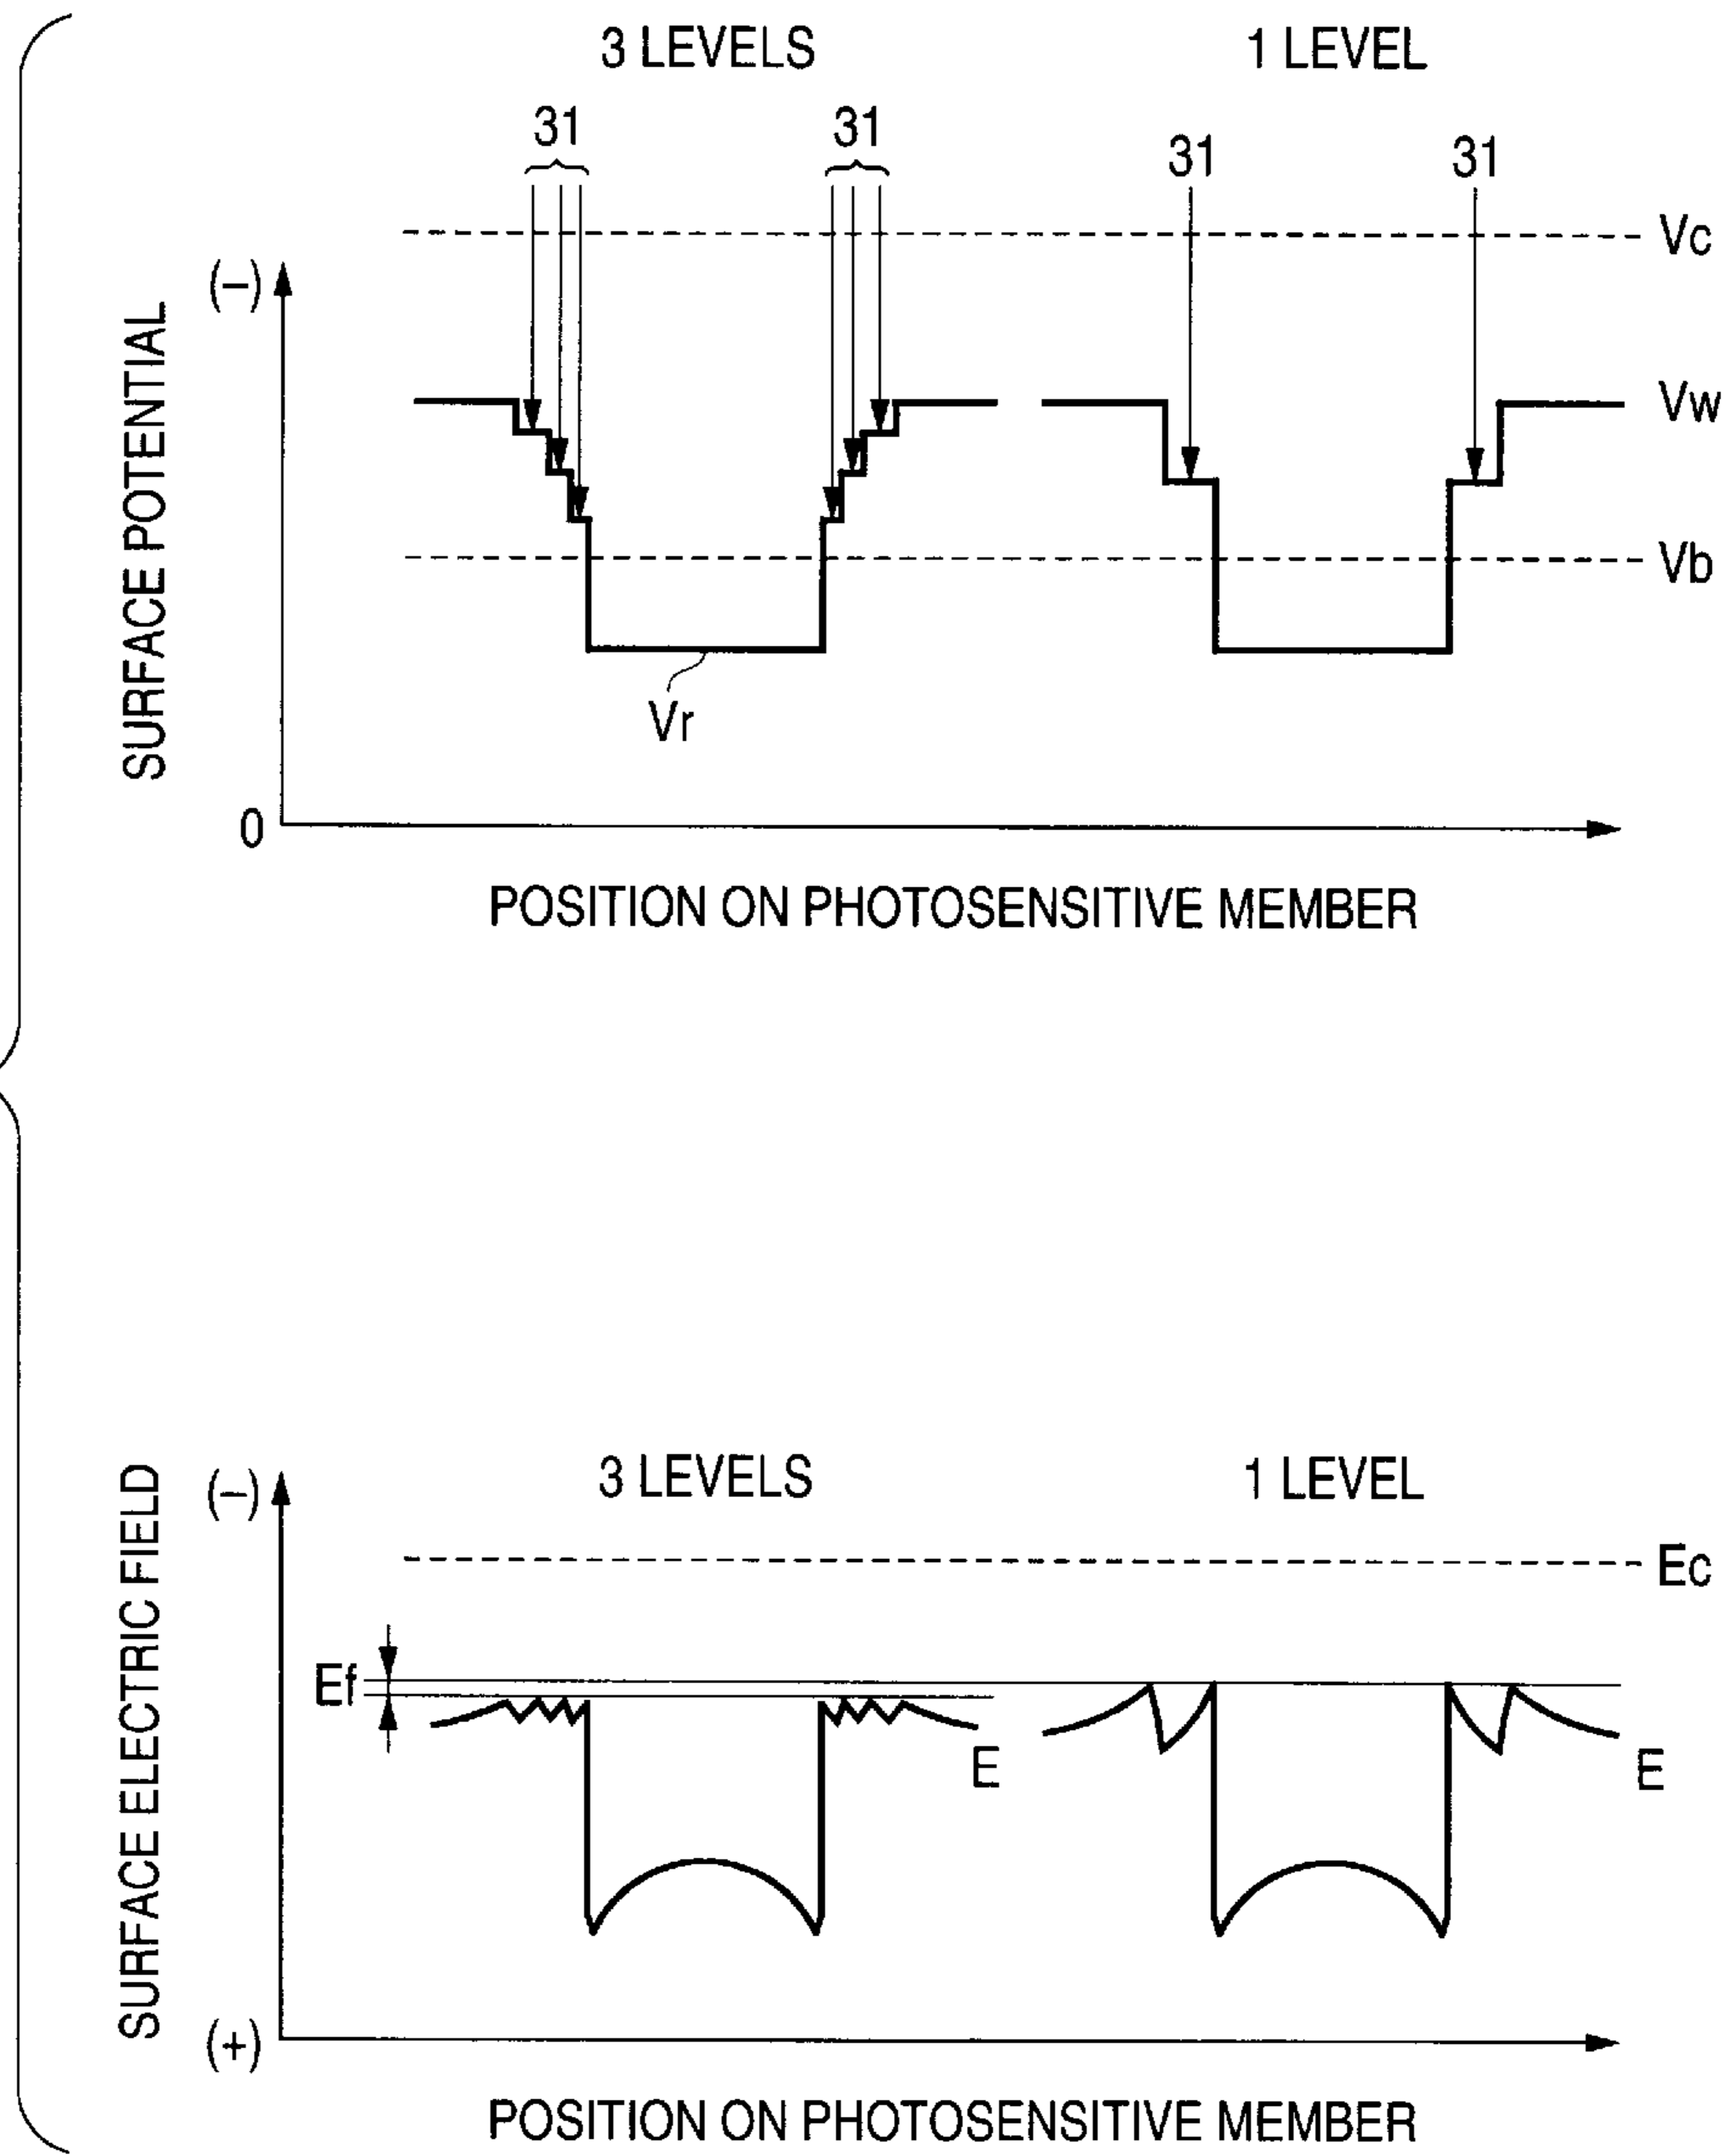 3 LEVELS 1 LEVEL
31 31 31 31
Vc
(−)
Vw
SURFACE POTENTIAL
Vb
Vr
0
POSITION ON PHOTOSENSITIVE MEMBER
3 LEVELS 1 LEVEL
(−)
Ec
SURFACE ELECTRIC FIELD
Ef
E E
(+)
POSITION ON PHOTOSENSITIVE MEMBER